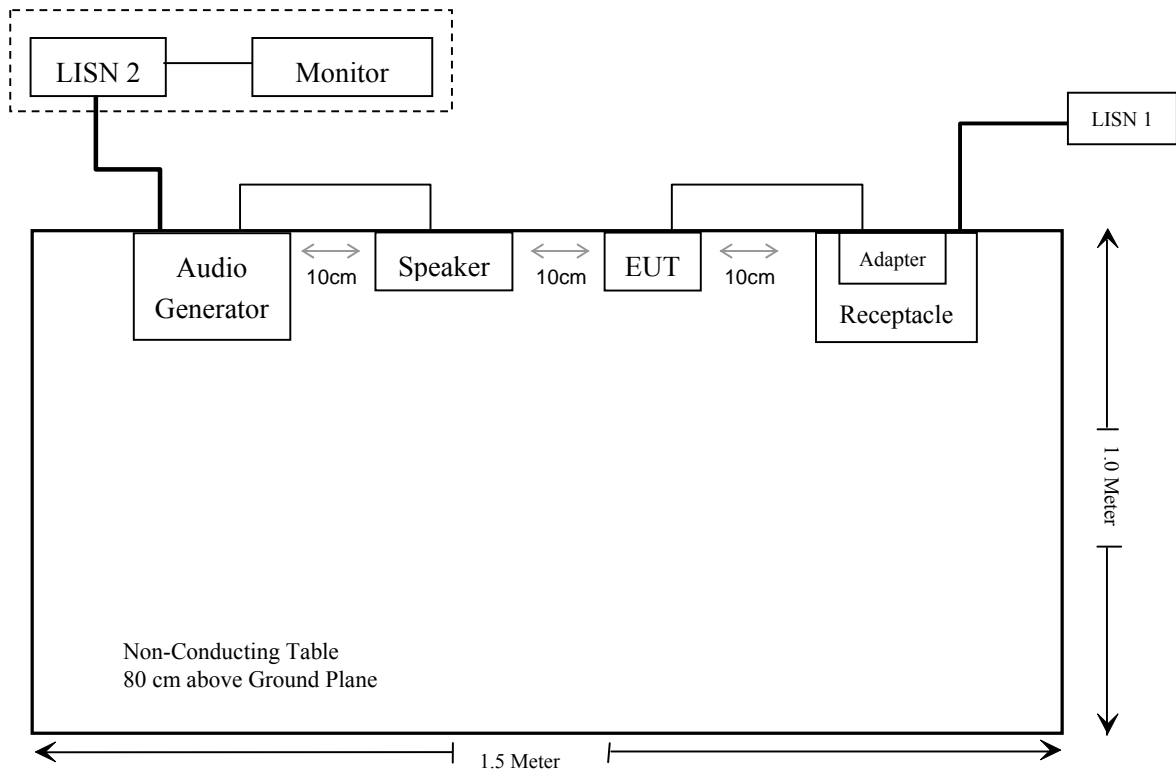 LISN 2
Monitor
LISN 1
Audio
Generator
10cm
Speaker
10cm
EUT
10cm
Adapter
Receptacle
1.0 Meter
Non-Conducting Table
80 cm above Ground Plane
1.5 Meter